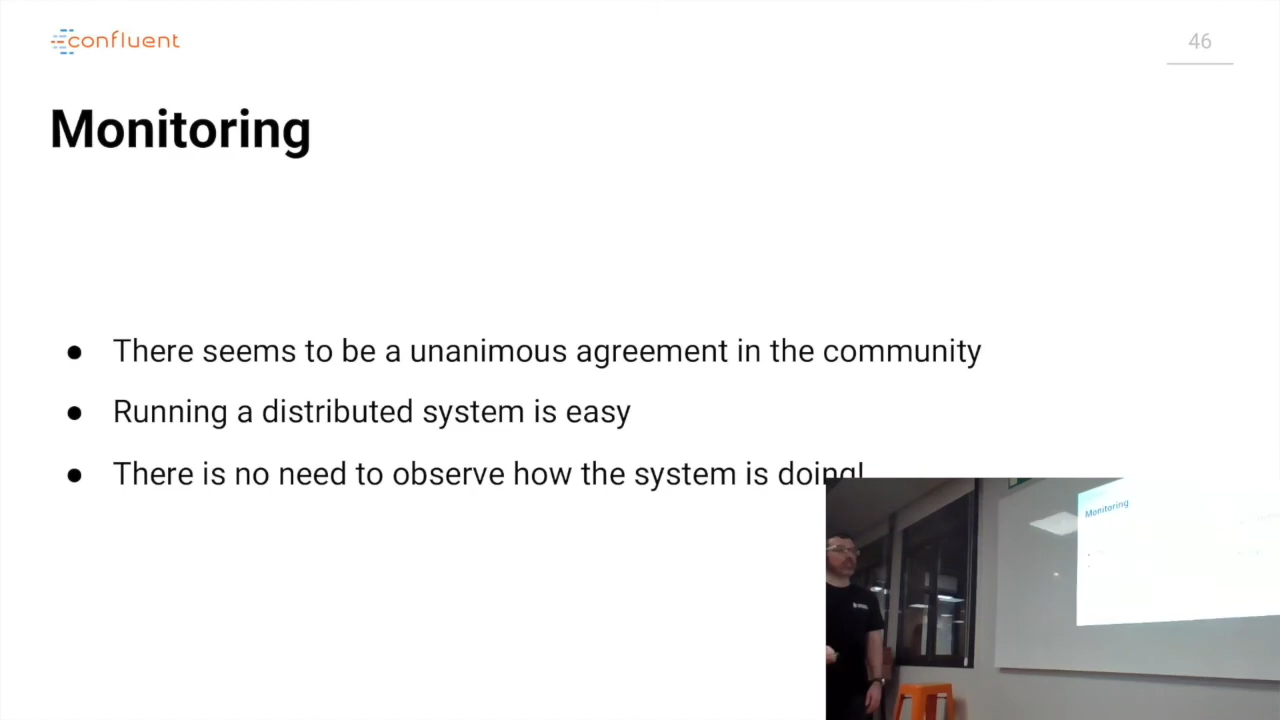 confluent
46
Monitoring
● There seems to be a unanimous agreement in the community
● Running a distributed system is easy
● There is no need to observe how the system is doing!
Monitoring